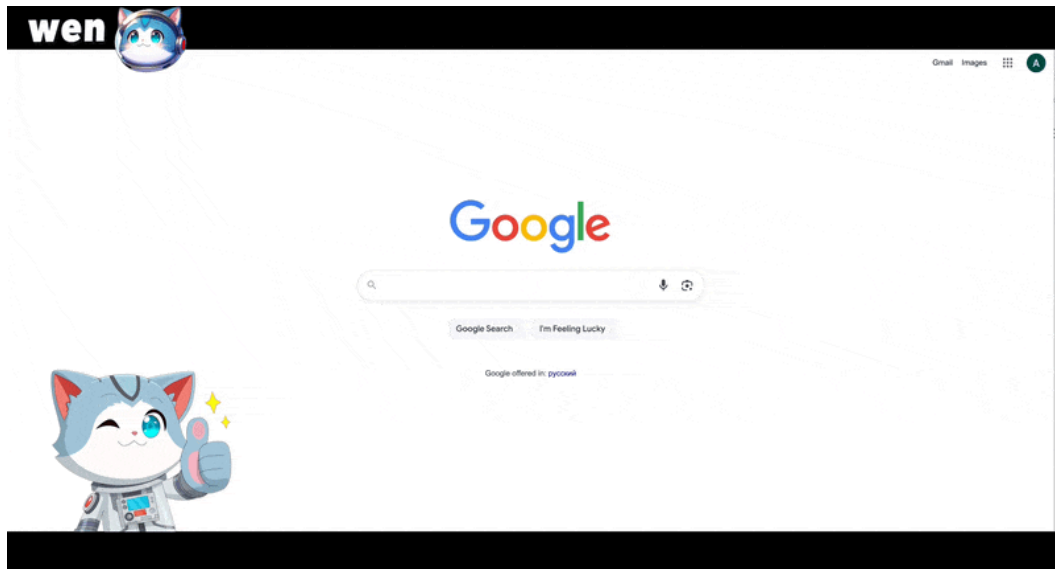 wen
Gmail Images A
Google
Google Search I'm Feeling Lucky
Google offered in: русский